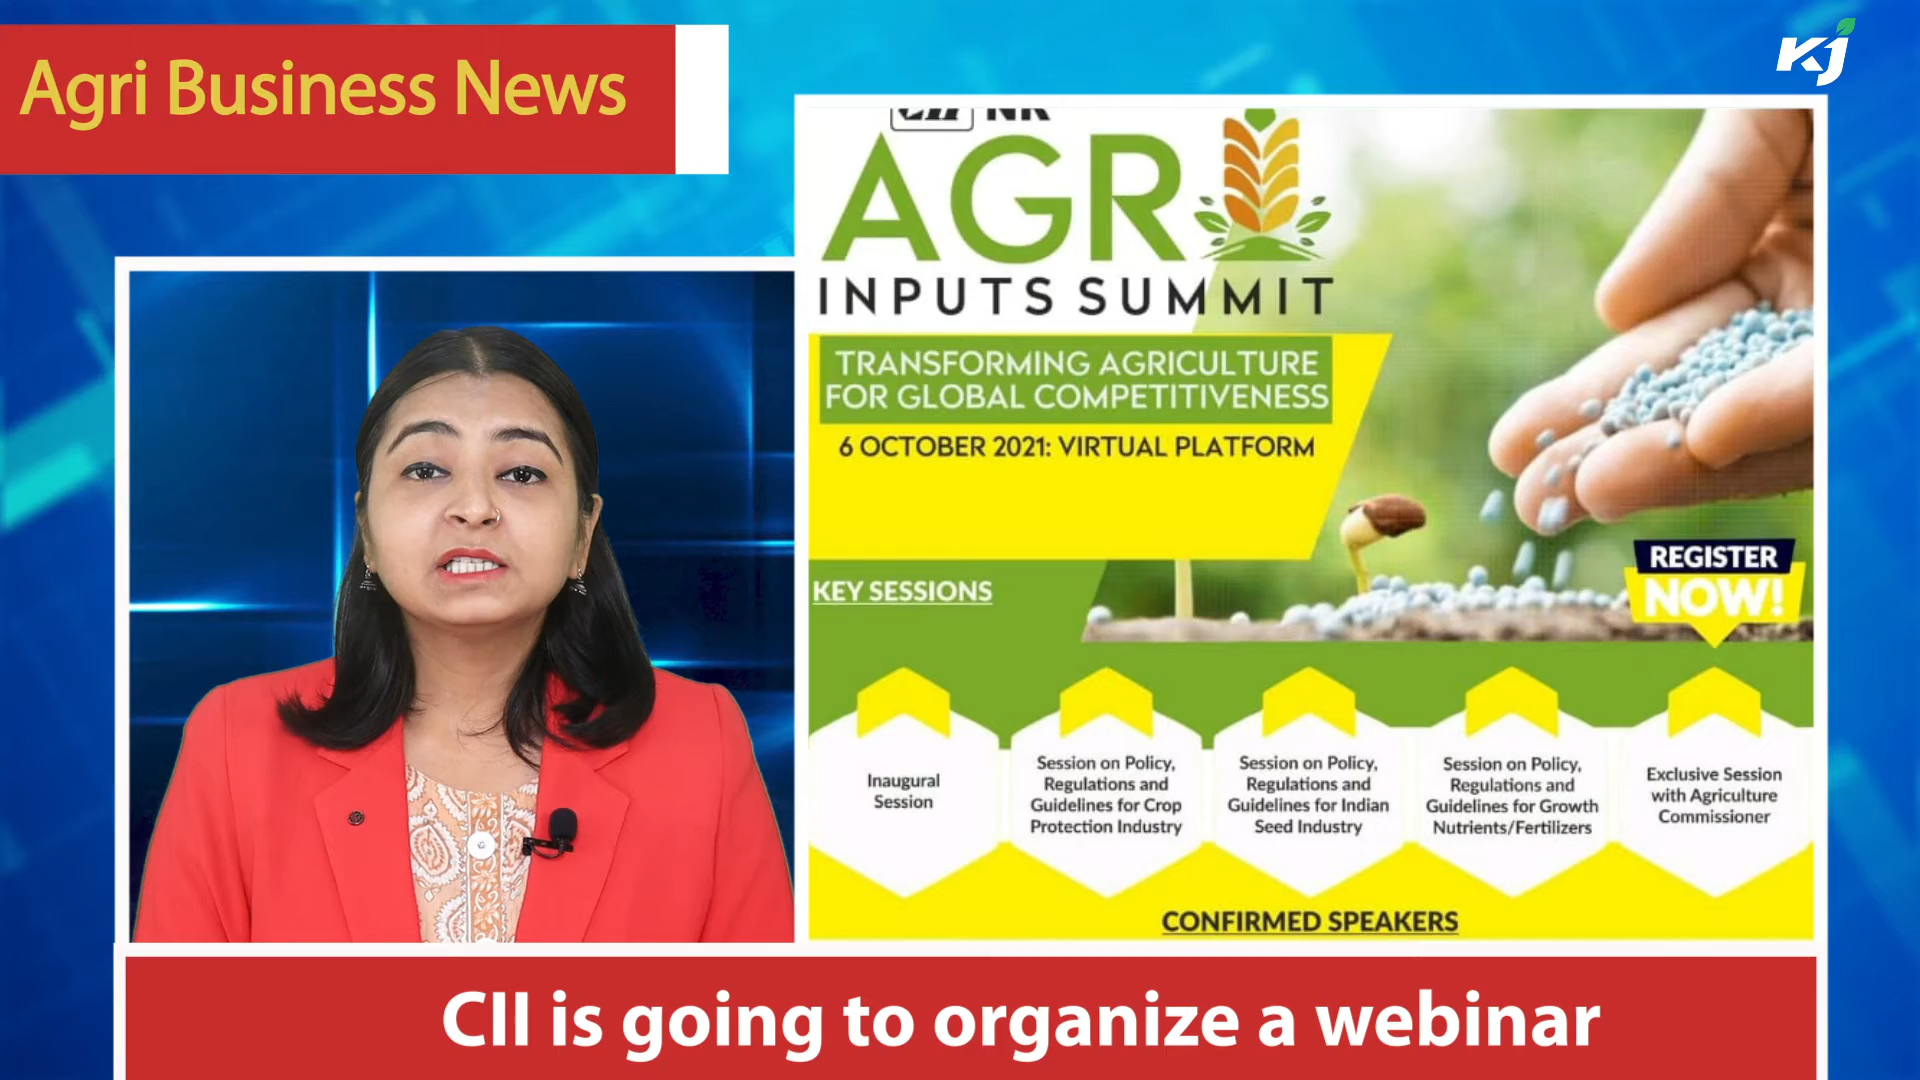 Agri Business News
KJ
NR
AGRI
INPUTS SUMMIT
TRANSFORMING AGRICULTURE
FOR GLOBAL COMPETITIVENESS
6 OCTOBER 2021: VIRTUAL PLATFORM
REGISTER
NOW!
KEY SESSIONS
Inaugural
Session
Session on Policy,
Regulations and
Guidelines for Crop
Protection Industry
Session on Policy,
Regulations and
Guidelines for Indian
Seed Industry
Session on Policy,
Regulations and
Guidelines for Growth
Nutrients/Fertilizers
Exclusive Session
with Agriculture
Commissioner
CONFIRMED SPEAKERS
CII is going to organize a webinar